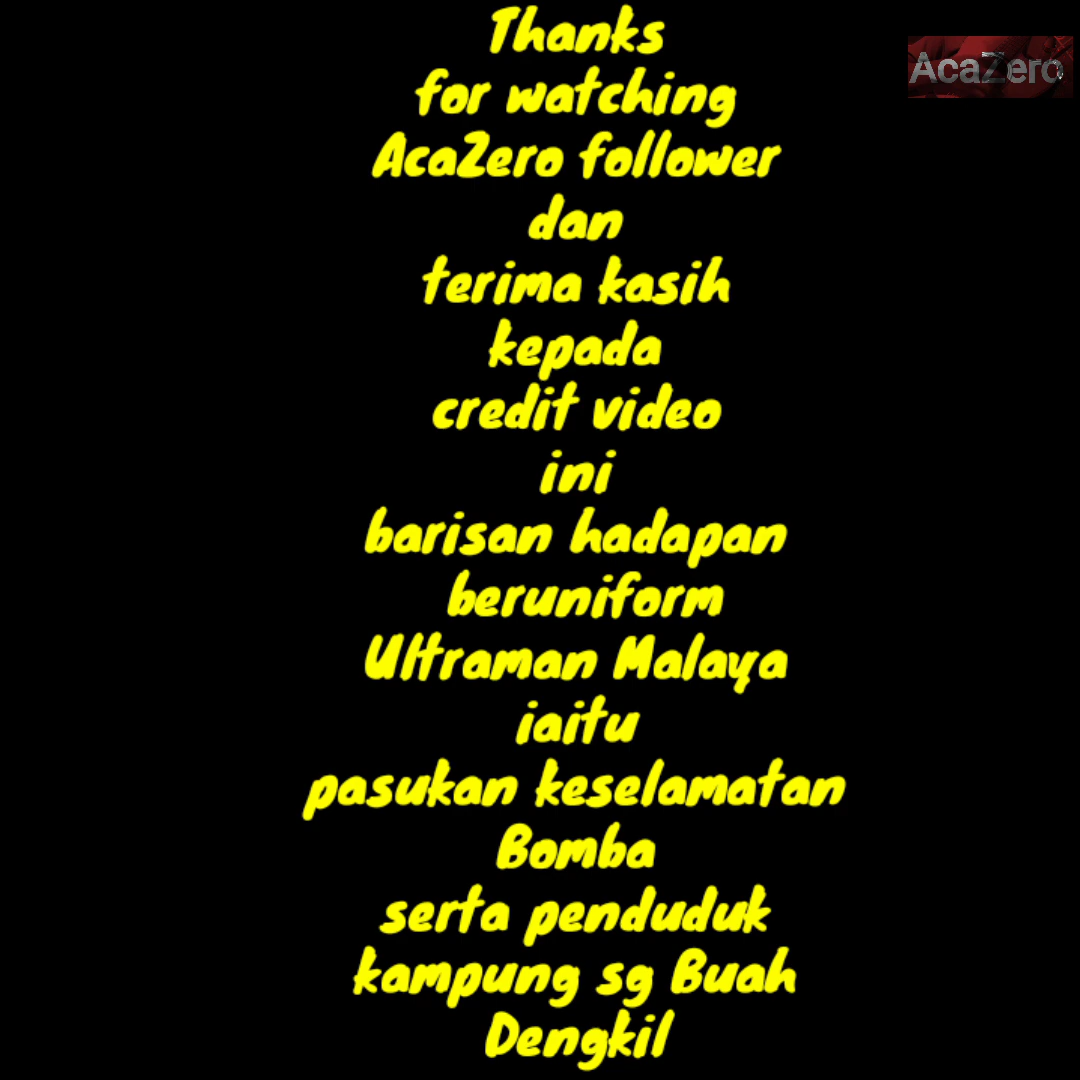 Thanks
for watching
AcaZero follower
dan
terima kasih
kepada
credit video
ini
barisan hadapan
beruniform
Ultraman Malaya
iaitu
pasukan keselamatan
Bomba
serta penduduk
kampung sg Buah
Dengkil
AcaZero